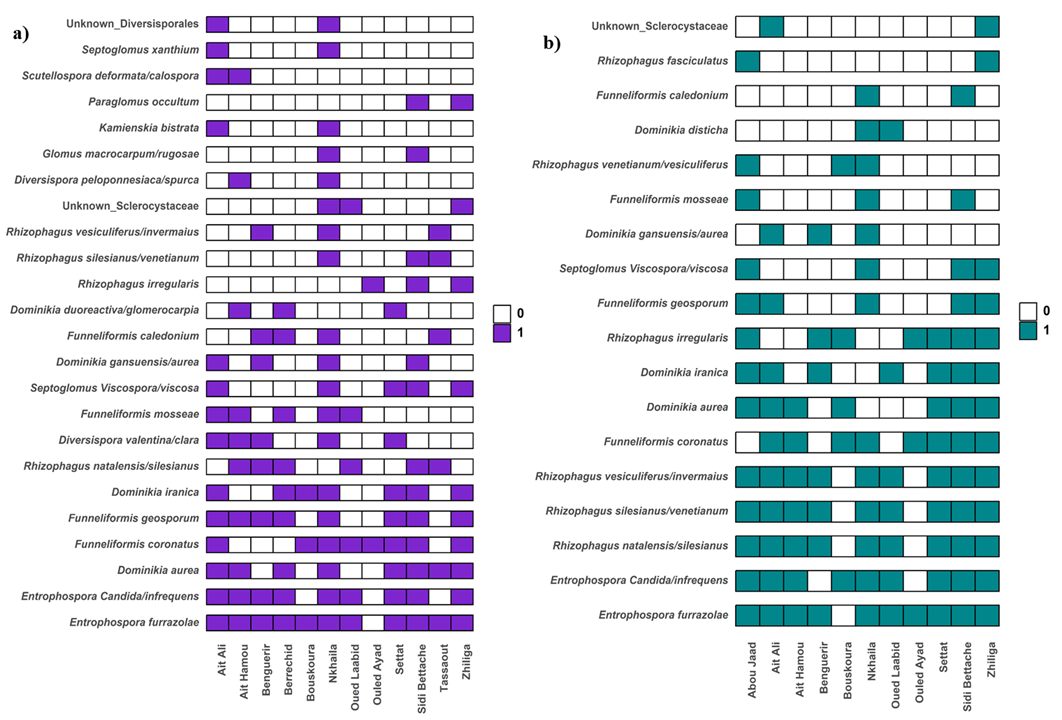 a)
Unknown_Diversisporales
Septoglomus xanthium
Scutellospora deformata/calospora
Paraglomus occultum
Kamienskia bistrata
Glomus macrocarpum/rugosae
Diversispora peloponnesiaca/spurca
Unknown_Sclerocystaceae
Rhizophagus vesiculiferus/invermaius
Rhizophagus silesianus/venetianum
Rhizophagus irregularis
Dominikia duoreactiva/glomerocarpia
Funneliformis caledonium
Dominikia gansuensis/aurea
Septoglomus Viscospora/viscosa
Funneliformis mosseae
Diversispora valentina/clara
Rhizophagus natalensis/silesianus
Dominikia iranica
Funneliformis geosporum
Funneliformis coronatus
Dominikia aurea
Entrophospora Candida/infrequens
Entrophospora furrazolae
Ait Ali
Ait Hamou
Benguerir
Berrechid
Bouskoura
Nkhaila
Oued Laabid
Ouled Ayad
Settat
Sidi Bettache
Tassaout
Zhiliga
0
1
b)
Unknown_Sclerocystaceae
Rhizophagus fasciculatus
Funneliformis caledonium
Dominikia disticha
Rhizophagus venetianum/vesiculiferus
Funneliformis mosseae
Dominikia gansuensis/aurea
Septoglomus Viscospora/viscosa
Funneliformis geosporum
Rhizophagus irregularis
Dominikia iranica
Dominikia aurea
Funneliformis coronatus
Rhizophagus vesiculiferus/invermaius
Rhizophagus silesianus/venetianum
Rhizophagus natalensis/silesianus
Entrophospora Candida/infrequens
Entrophospora furrazolae
Abou Jaad
Ait Ali
Ait Hamou
Benguerir
Bouskoura
Nkhaila
Oued Laabid
Ouled Ayad
Settat
Sidi Bettache
Zhiliga
0
1